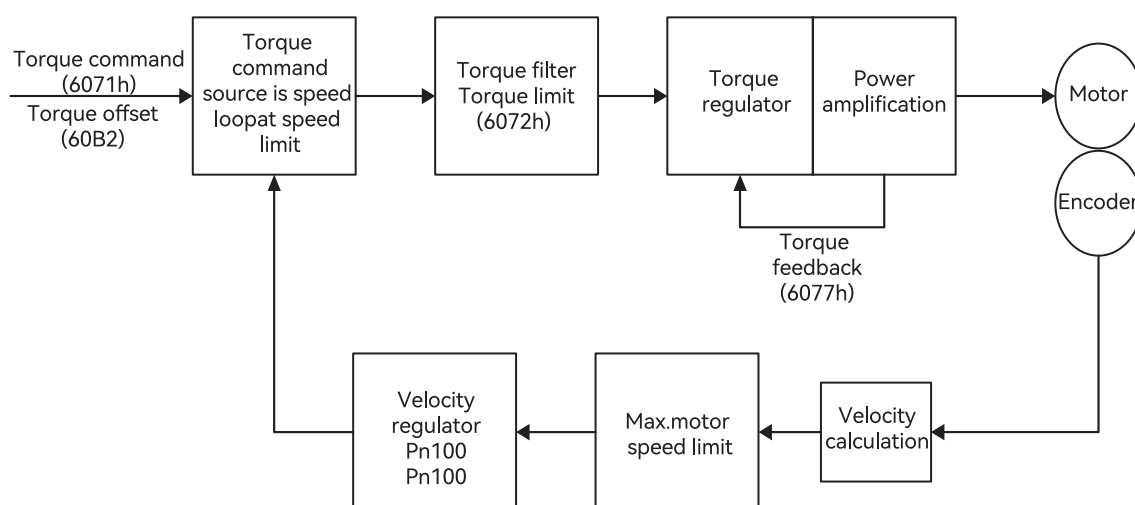 Torque command
(6071h)
Torque offset
(60B2)
Torque
command
source is speed
loopat speed
limit
Torque filter
Torque limit
(6072h)
Torque
regulator
Power
amplification
Motor
Encoder
Torque
feedback
(6077h)
Velocity
regulator
Pn100
Pn100
Max.motor
speed limit
Velocity
calculation